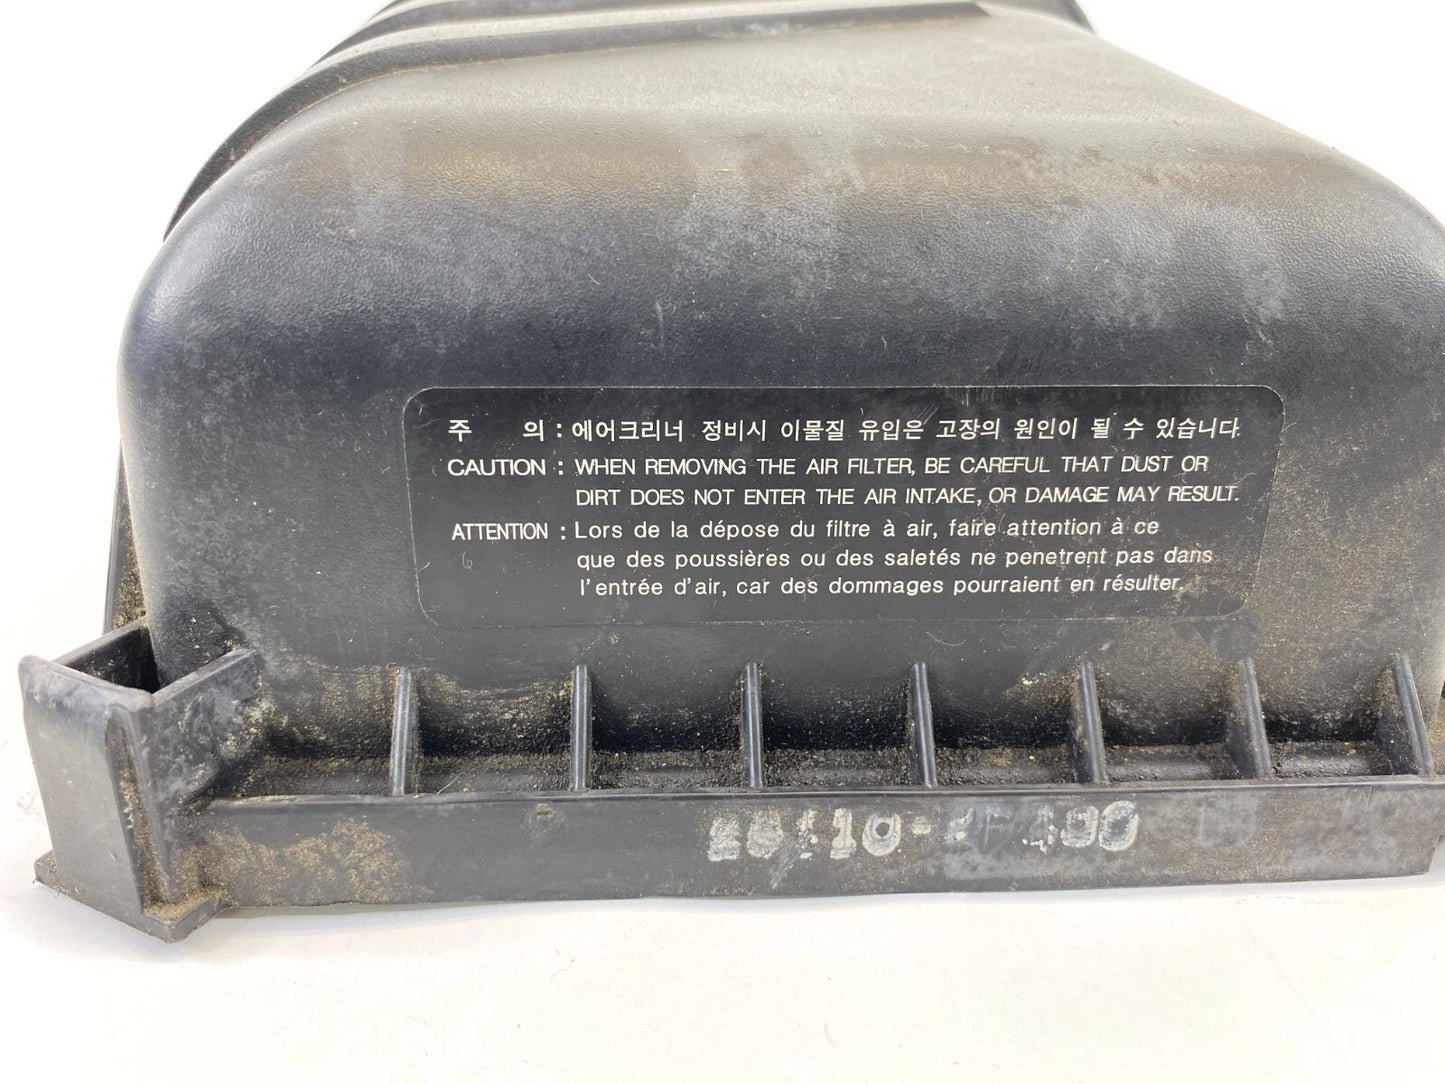 주 의 : 에어크리너 정비시 이물질 유입은 고장의 원인이 될 수 있습니다.
CAUTION : WHEN REMOVING THE AIR FILTER, BE CAREFUL THAT DUST OR
DIRT DOES NOT ENTER THE AIR INTAKE, OR DAMAGE MAY RESULT.
ATTENTION : Lors de la dépose du filtre à air, faire attention à ce
que des poussières ou des saletés ne penetrent pas dans
l'entrée d'air, car des dommages pourraient en résulter.